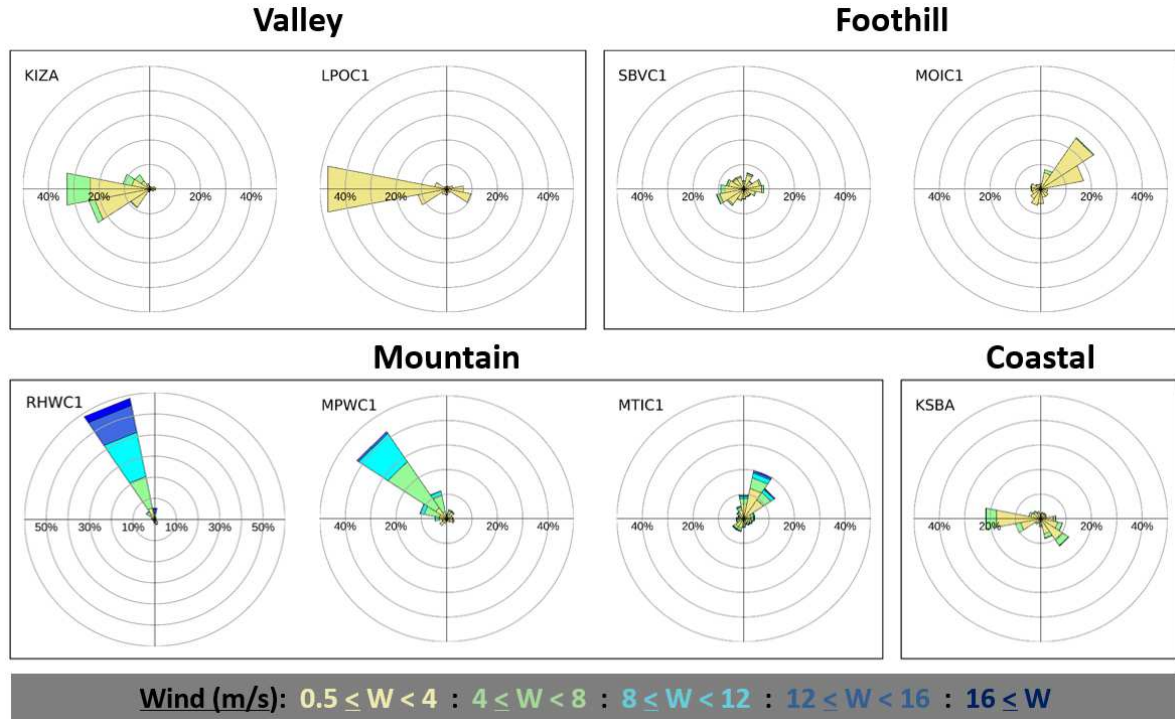 Valley Foothill
KIZA LPOC1 SBVC1 MOIC1
40% 20% 20% 40% 40% 20% 20% 40% 40% 20% 20% 40% 40% 20% 20% 40%
Mountain Coastal
RHWC1 MPWC1 MTIC1 KSBA
50% 30% 10% 10% 30% 50% 40% 20% 20% 40% 40% 20% 20% 40% 40% 20% 20% 40%
Wind (m/s): 0.5 ≤ W < 4 : 4 ≤ W < 8 : 8 ≤ W < 12 : 12 ≤ W < 16 : 16 ≤ W